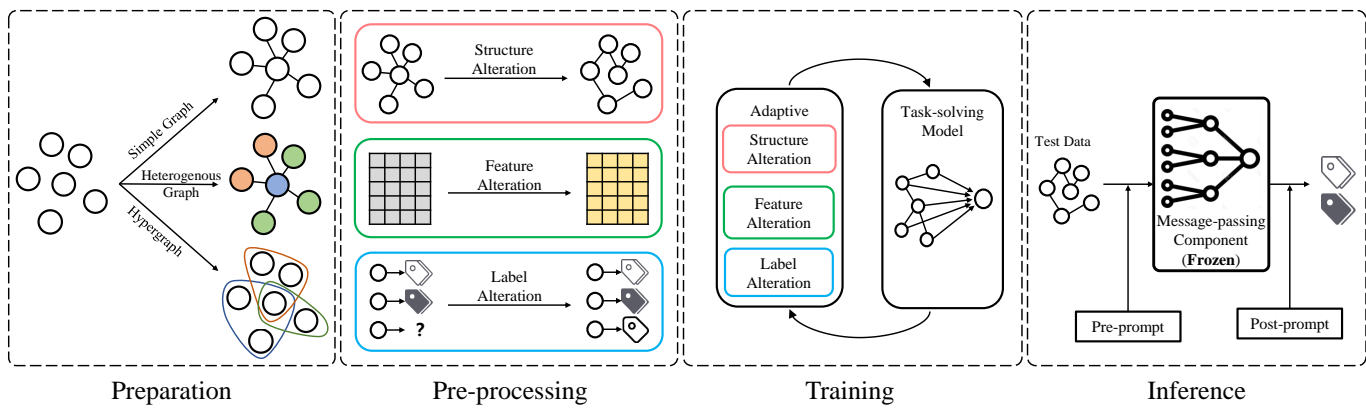 Simple Graph
Heterogenous
Graph
Hypergraph
Preparation
Structure
Alteration
Feature
Alteration
Label
Alteration
?
Pre-processing
Adaptive
Structure
Alteration
Feature
Alteration
Label
Alteration
Task-solving
Model
Training
Test Data
Message-passing
Component
(Frozen)
Pre-prompt
Post-prompt
Inference